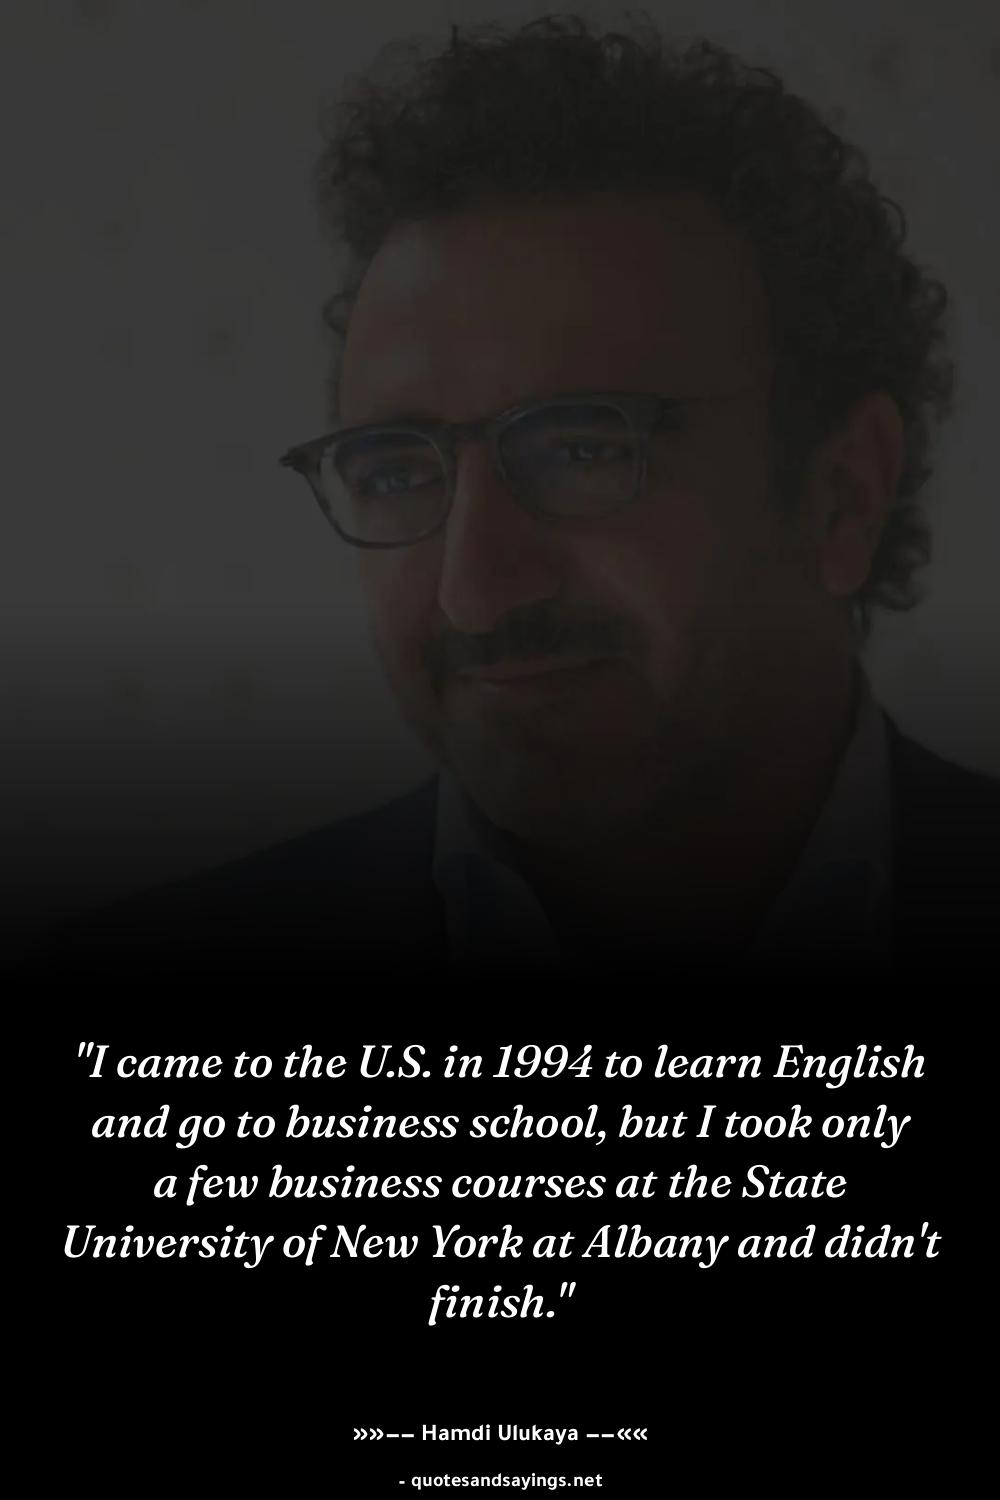 "I came to the U.S. in 1994 to learn English
and go to business school, but I took only
a few business courses at the State
University of New York at Albany and didn't
finish."
»»–– Hamdi Ulukaya ––««
- quotesandsayings.net